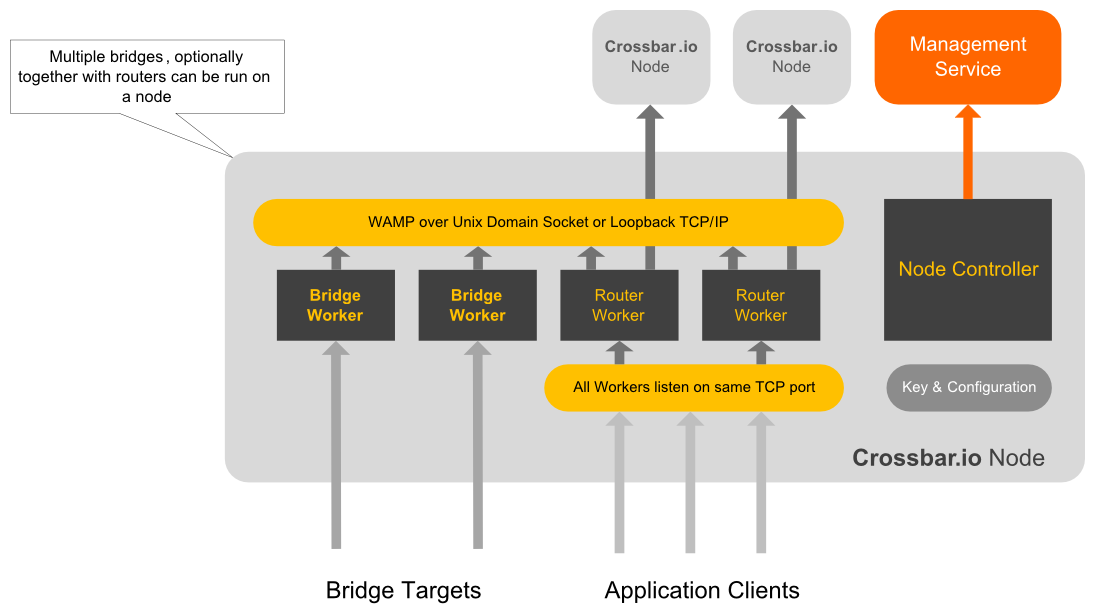 Multiple bridges, optionally
together with routers can be run on
a node
Crossbar.io
Node
Crossbar.io
Node
Management
Service
WAMP over Unix Domain Socket or Loopback TCP/IP
Bridge
Worker
Bridge
Worker
Router
Worker
Router
Worker
Node Controller
All Workers listen on same TCP port
Key & Configuration
Crossbar.io Node
Bridge Targets
Application Clients